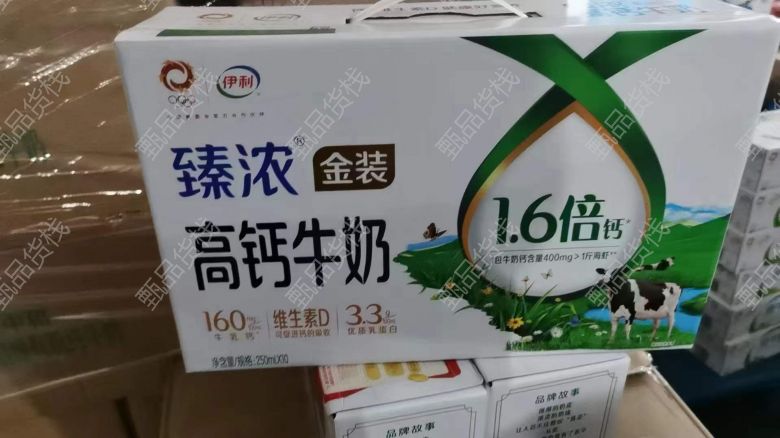 伊利
臻浓®
金装
高钙牛奶
1.6倍钙
包牛奶钙含量400mg>1斤海虾
160mg/100ml
牛乳钙
维生素D
可促进钙的吸收
3.3g/100ml
优质乳蛋白
净含量/规格:250mlX10
品牌故事
品牌故事
甄品货栈